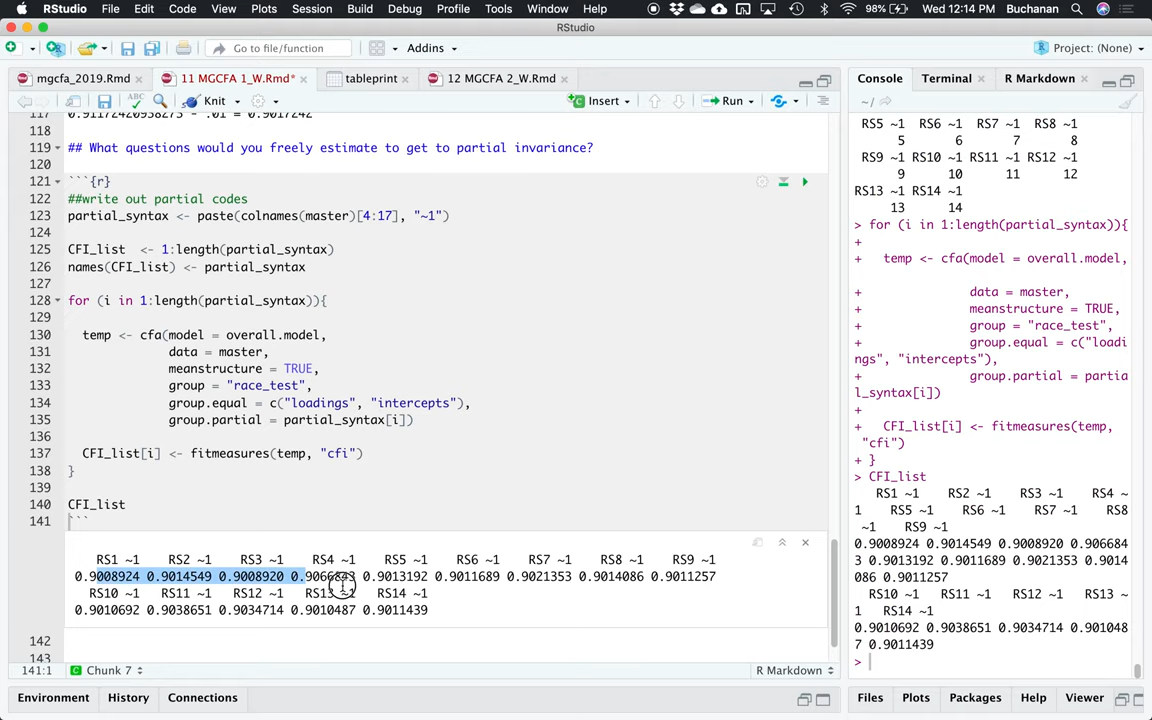 RStudio File Edit Code View Plots Session Build Debug Profile Tools Window Help 98% Wed 12:14 PM Buchanan
RStudio
Go to file/function Addins Project: (None)
mgcfa_2019.Rmd 11 MGCFA 1_W.Rmd* tableprint 12 MGCFA 2_W.Rmd
Knit Insert Run
118
119 ## What questions would you freely estimate to get to partial invariance?
120
121 ```{r}
122 ##write out partial codes
123 partial_syntax <- paste(colnames(master)[4:17], "~1")
124
125 CFI_list <- 1:length(partial_syntax)
126 names(CFI_list) <- partial_syntax
127
128 for (i in 1:length(partial_syntax)){
129
130 temp <- cfa(model = overall.model,
131 data = master,
132 meanstructure = TRUE,
133 group = "race_test",
134 group.equal = c("loadings", "intercepts"),
135 group.partial = partial_syntax[i])
136
137 CFI_list[i] <- fitmeasures(temp, "cfi")
138 }
139
140 CFI_list
141 ```
RS1 ~1 RS2 ~1 RS3 ~1 RS4 ~1 RS5 ~1 RS6 ~1 RS7 ~1 RS8 ~1 RS9 ~1
0.9008924 0.9014549 0.9008920 0.9066843 0.9013192 0.9011689 0.9021353 0.9014086 0.9011257
RS10 ~1 RS11 ~1 RS12 ~1 RS13 ~1 RS14 ~1
0.9010692 0.9038651 0.9034714 0.9010487 0.9011439
142
143
141:1 Chunk 7 R Markdown
Environment History Connections
Console Terminal R Markdown
~/
RS5 ~1 RS6 ~1 RS7 ~1 RS8 ~1
5 6 7 8
RS9 ~1 RS10 ~1 RS11 ~1 RS12 ~1
9 10 11 12
RS13 ~1 RS14 ~1
13 14
> for (i in 1:length(partial_syntax)){
+
+ temp <- cfa(model = overall.model,
+ data = master,
+ meanstructure = TRUE,
+ group = "race_test",
+ group.equal = c("loadi
ngs", "intercepts"),
+ group.partial = partia
l_syntax[i])
+
+ CFI_list[i] <- fitmeasures(temp,
"cfi")
+ }
> CFI_list
RS1 ~1 RS2 ~1 RS3 ~1 RS4 ~
1 RS5 ~1 RS6 ~1 RS7 ~1 RS8
~1 RS9 ~1
0.9008924 0.9014549 0.9008920 0.906684
3 0.9013192 0.9011689 0.9021353 0.9014
086 0.9011257
RS10 ~1 RS11 ~1 RS12 ~1 RS13
~1 RS14 ~1
0.9010692 0.9038651 0.9034714 0.901048
7 0.9011439
>
Files Plots Packages Help Viewer